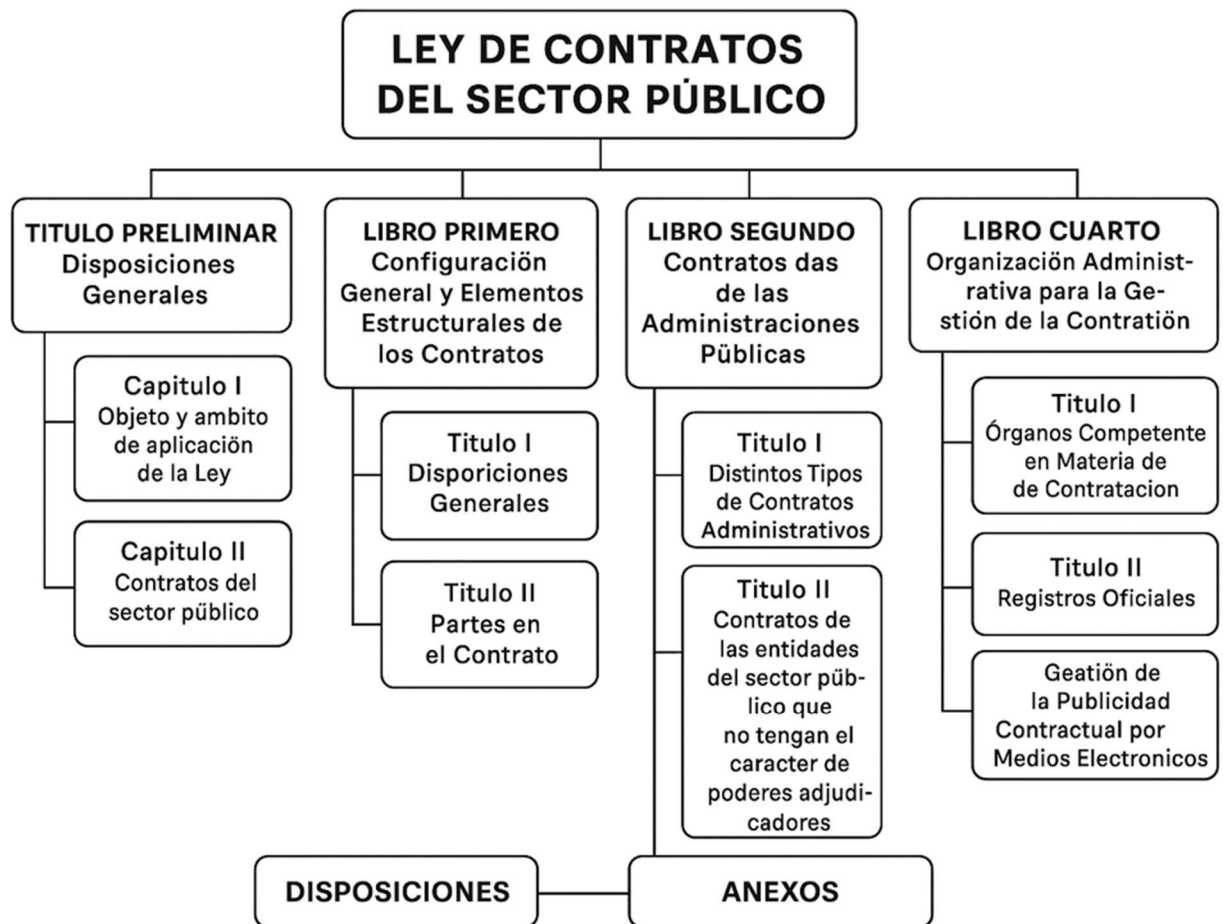 LEY DE CONTRATOS
DEL SECTOR PÚBLICO
TITULO PRELIMINAR
Disposiciones
Generales
Capitulo I
Objeto y ambito
de aplicación
de la Ley
Capitulo II
Contratos del
sector público
LIBRO PRIMERO
Configuración
General y Elementos
Estructurales de
los Contratos
Titulo I
Disporiciones
Generales
Titulo II
Partes en
el Contrato
LIBRO SEGUNDO
Contratos das
de las
Administraciones
Públicas
Titulo I
Distintos Tipos
de Contratos
Administrativos
Titulo II
Contratos de
las entidades
del sector púb-
lico que
no tengan el
caracter de
poderes adjudi-
cadores
LIBRO CUARTO
Organización Administ-
rativa para la Ge-
stión de la Contratiön
Titulo I
Órganos Competente
en Materia de
de Contratacion
Titulo II
Registros Oficiales
Geatión de
la Publicidad
Contractual por
Medios Electronicos
DISPOSICIONES
ANEXOS